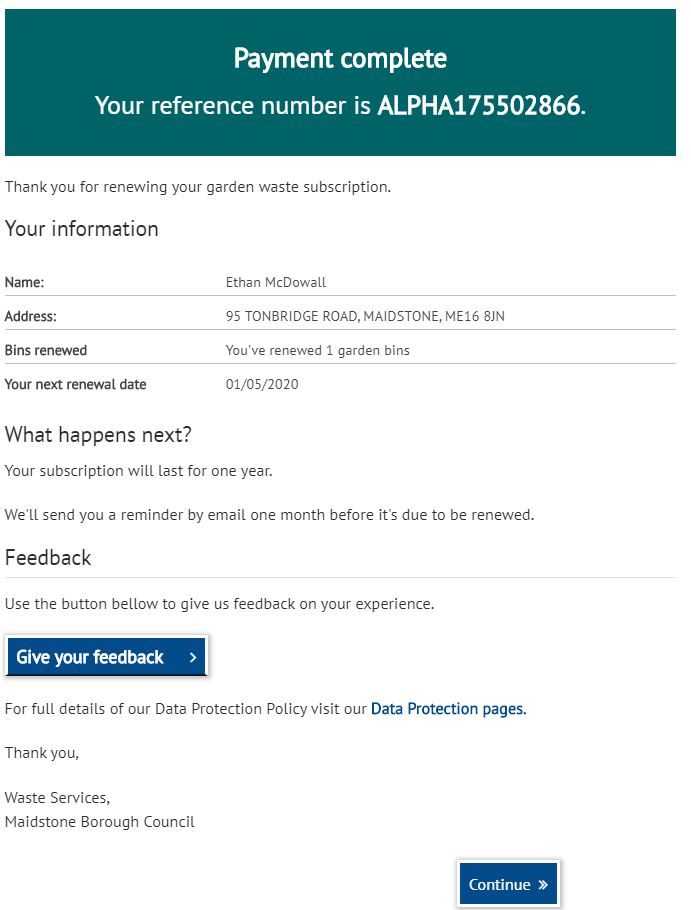 Payment complete
Your reference number is ALPHA175502866.
Thank you for renewing your garden waste subscription.
Your information
Name: Ethan McDowall
Address: 95 TONBRIDGE ROAD, MAIDSTONE, ME16 8JN
Bins renewed You've renewed 1 garden bins
Your next renewal date 01/05/2020
What happens next?
Your subscription will last for one year.
We'll send you a reminder by email one month before it's due to be renewed.
Feedback
Use the button bellow to give us feedback on your experience.
Give your feedback ›
For full details of our Data Protection Policy visit our Data Protection pages.
Thank you,
Waste Services,
Maidstone Borough Council
Continue »